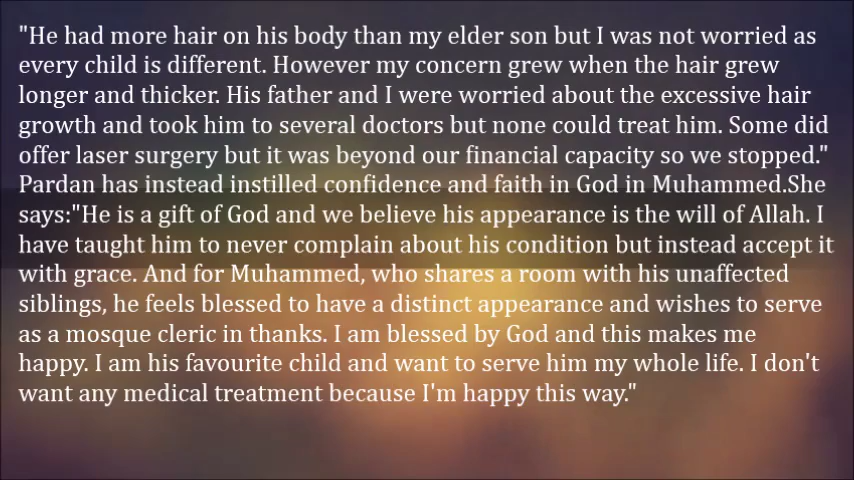 "He had more hair on his body than my elder son but I was not worried as
every child is different. However my concern grew when the hair grew
longer and thicker. His father and I were worried about the excessive hair
growth and took him to several doctors but none could treat him. Some did
offer laser surgery but it was beyond our financial capacity so we stopped."
Pardan has instead instilled confidence and faith in God in Muhammed.She
says:"He is a gift of God and we believe his appearance is the will of Allah. I
have taught him to never complain about his condition but instead accept it
with grace. And for Muhammed, who shares a room with his unaffected
siblings, he feels blessed to have a distinct appearance and wishes to serve
as a mosque cleric in thanks. I am blessed by God and this makes me
happy. I am his favourite child and want to serve him my whole life. I don't
want any medical treatment because I'm happy this way."